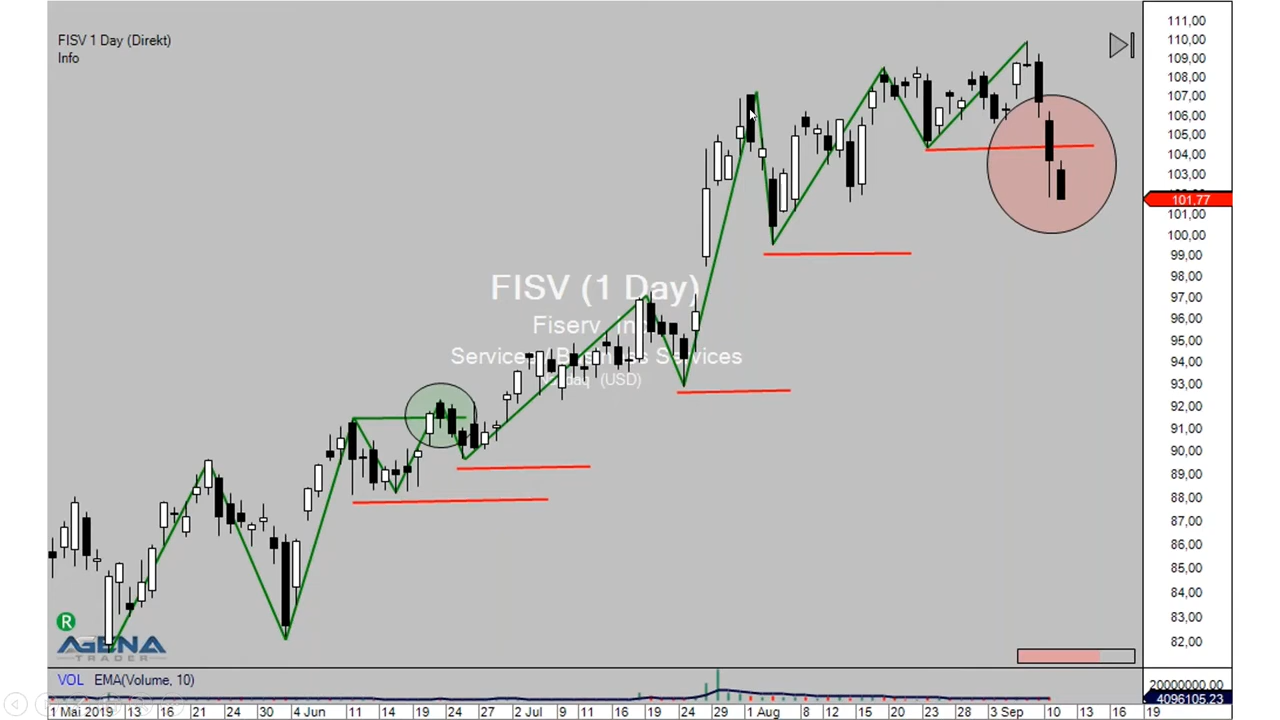 FISV 1 Day (Direkt)
Info
111,00
110,00
109,00
108,00
107,00
106,00
105,00
104,00
103,00
101.77
101,00
100,00
99,00
98,00
97,00
96,00
95,00
94,00
93,00
92,00
91,00
90,00
89,00
88,00
87,00
86,00
85,00
84,00
83,00
82,00
FISV (1 Day)
Fiserv, In
Services / Business Services
(USD)
R
AGENA
TRADER
VOL EMA(Volume, 10)
20000000.00
4096105.23
1 Mai 2019 13 16 21 24 30 4 Jun 11 14 19 24 27 2 Jul 9 11 16 19 24 29 1 Aug 8 12 15 20 23 28 3 Sep 10 13 16 19